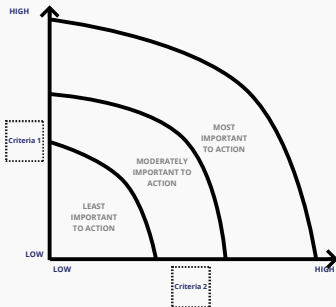 HIGH
MOST
IMPORTANT
TO ACTION
Criteria 1
MODERATELY
IMPORTANT TO
ACTION
LEAST
IMPORTANT
TO ACTION
LOW
LOW
HIGH
Criteria 2